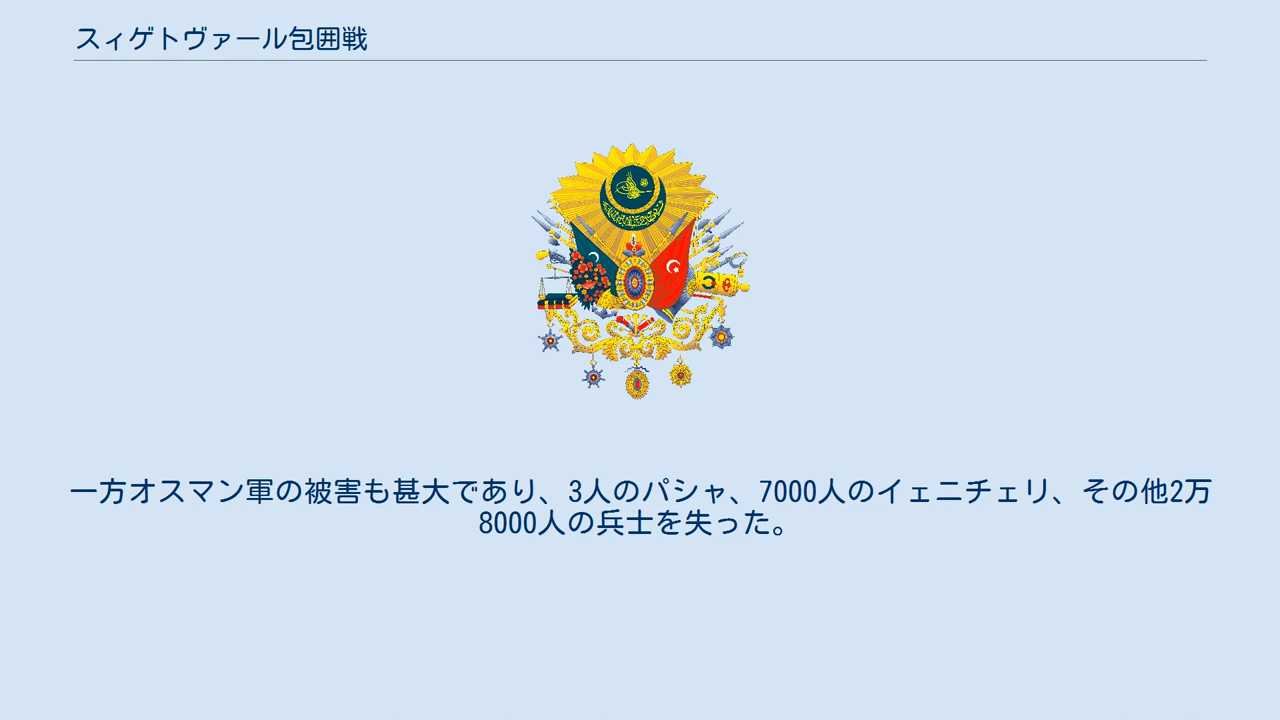 スィゲトヴァール包囲戦
一方オスマン軍の被害も甚大であり、3人のパシャ、7000人のイェニチェリ、その他2万
8000人の兵士を失った。